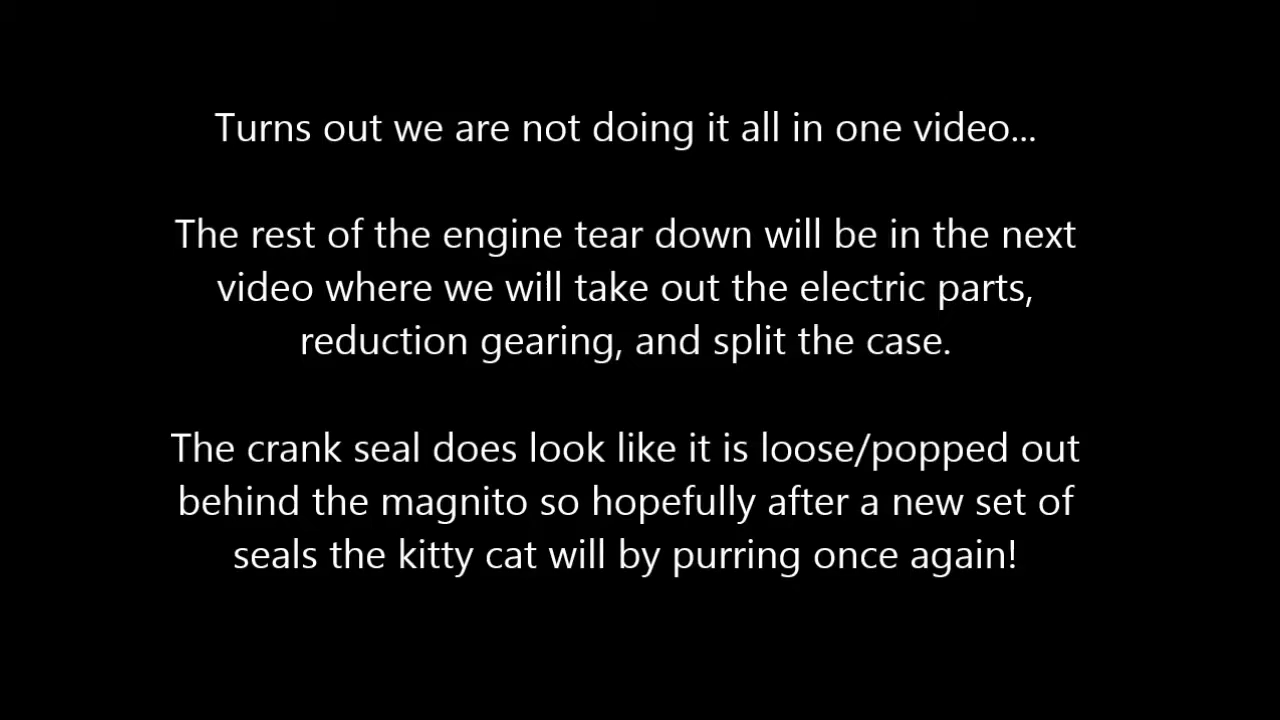 Turns out we are not doing it all in one video...
The rest of the engine tear down will be in the next
video where we will take out the electric parts,
reduction gearing, and split the case.
The crank seal does look like it is loose/popped out
behind the magnito so hopefully after a new set of
seals the kitty cat will by purring once again!